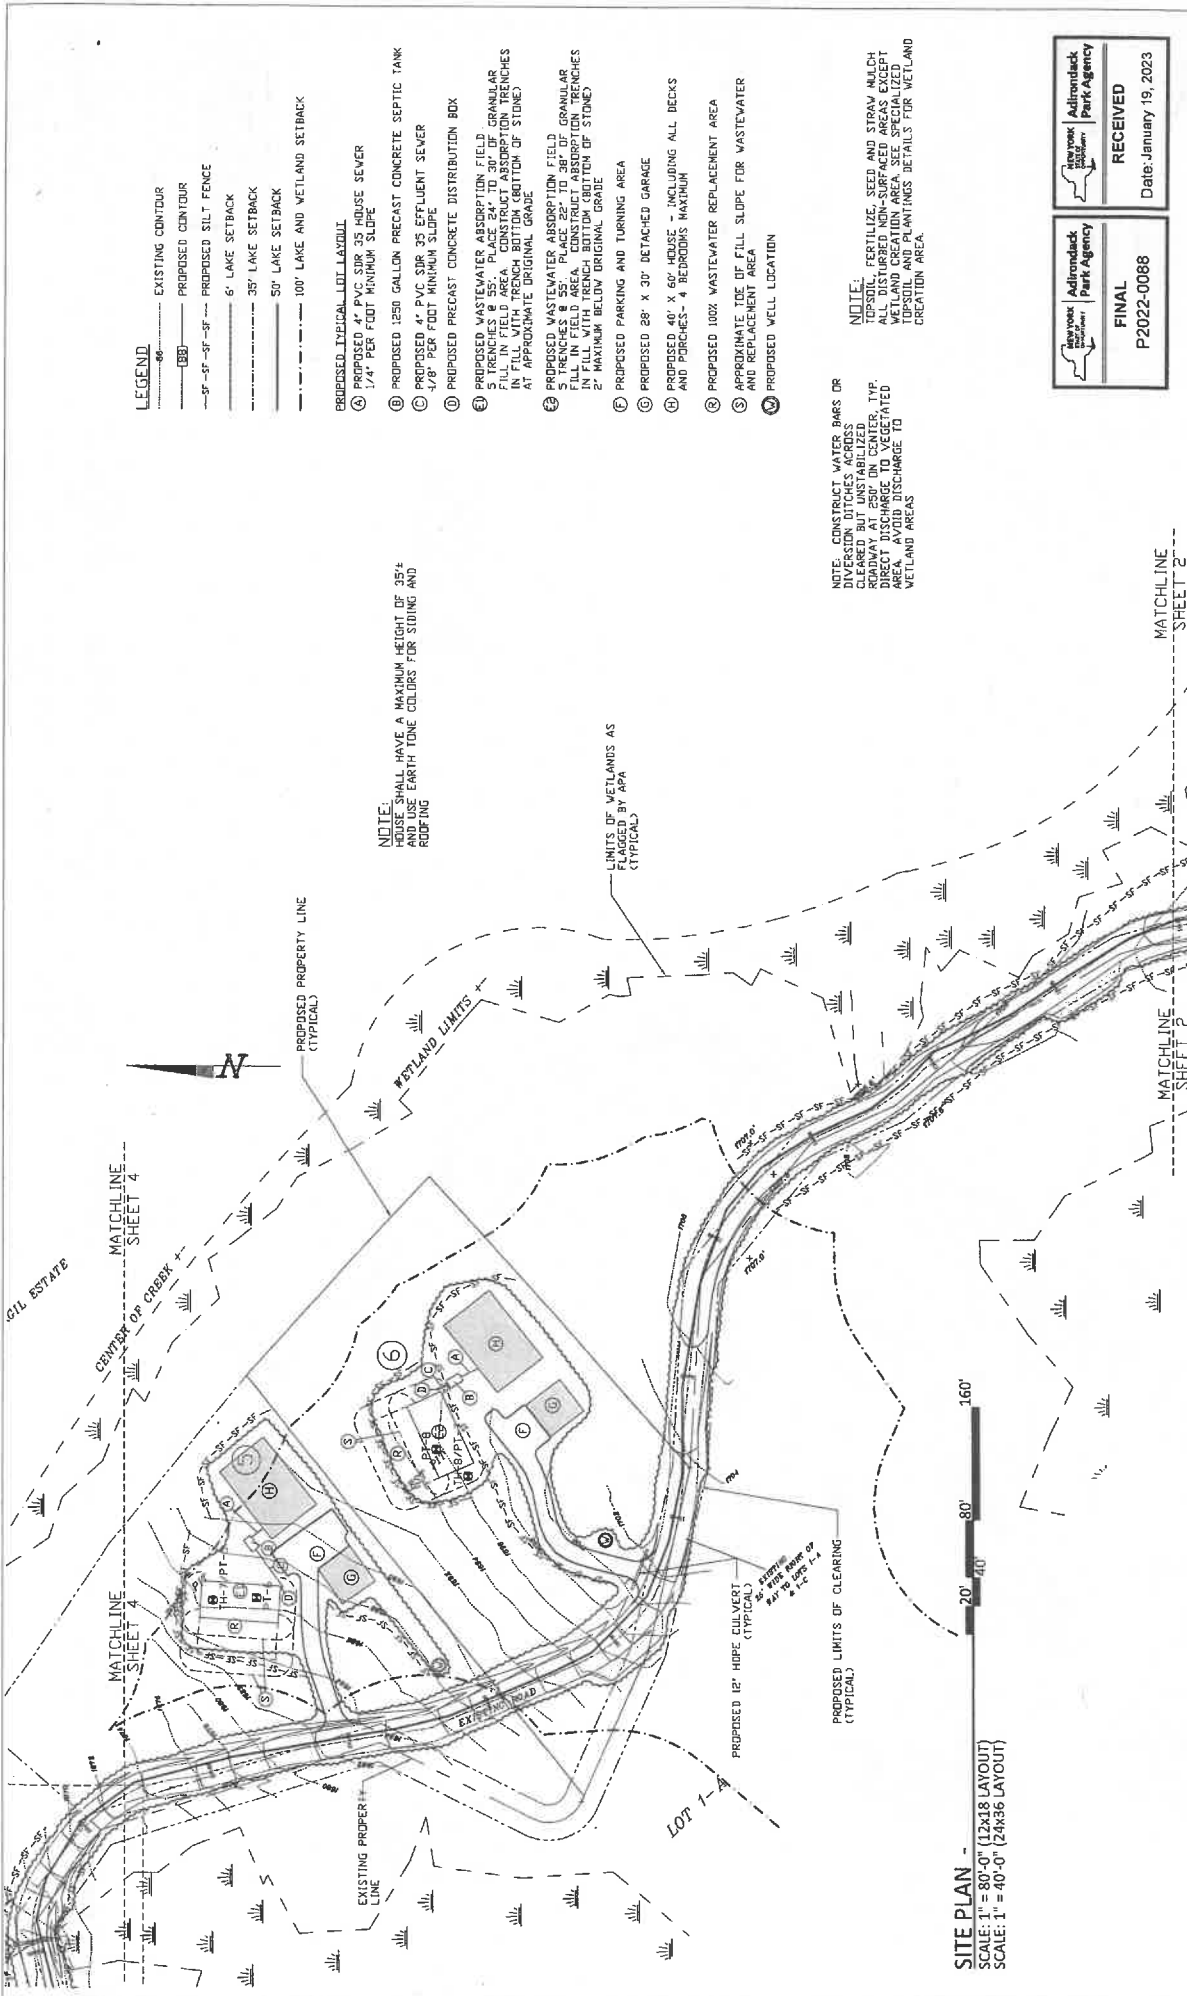 LEGEND
EXISTING CONTOUR
PROPOSED CONTOUR
PROPOSED SILT FENCE
6' LAKE SETBACK
35' LAKE SETBACK
50' LAKE SETBACK
100' LAKE AND WETLAND SETBACK
PROPOSED TYPICAL LOT LAYOUT
A PROPOSED 4" PVC SDR 35 HOUSE SEWER
1/4" PER FOOT MINIMUM SLOPE
B PROPOSED 1250 GALLON PRECAST CONCRETE SEPTIC TANK
C PROPOSED 4" PVC SDR 35 EFFLUENT SEWER
1/8" PER FOOT MINIMUM SLOPE
D PROPOSED PRECAST CONCRETE DISTRIBUTION BOX
E1 PROPOSED WASTEWATER ABSORPTION FIELD
5 TRENCHES @ 55'. PLACE 24" TO 30" OF GRANULAR
FILL IN FIELD AREA. CONSTRUCT ABSORPTION TRENCHES
IN FILL WITH TRENCH BOTTOM (BOTTOM OF STONE)
AT APPROXIMATE ORIGINAL GRADE
E2 PROPOSED WASTEWATER ABSORPTION FIELD
5 TRENCHES @ 55'. PLACE 22" TO 38" OF GRANULAR
FILL IN FIELD AREA. CONSTRUCT ABSORPTION TRENCHES
IN FILL WITH TRENCH BOTTOM (BOTTOM OF STONE)
2" MAXIMUM BELOW ORIGINAL GRADE
F PROPOSED PARKING AND TURNING AREA
G PROPOSED 28' X 30' DETACHED GARAGE
H PROPOSED 40' X 60' HOUSE - INCLUDING ALL DECKS
AND PORCHES- 4 BEDROOMS MAXIMUM
R PROPOSED 100% WASTEWATER REPLACEMENT AREA
S APPROXIMATE TOE OF FILL SLOPE FOR WASTEWATER
AND REPLACEMENT AREA
W PROPOSED WELL LOCATION
NOTE:
HOUSE SHALL HAVE A MAXIMUM HEIGHT OF 35'±
AND USE EARTH TONE COLORS FOR SIDING AND
ROOFING
NOTE: CONSTRUCT WATER BARS OR
DIVERSION DITCHES ACROSS
CLEARED BUT UNSTABILIZED
ROADWAY AT 250' ON CENTER, TYP.
DIRECT DISCHARGE TO VEGETATED
AREA. AVOID DISCHARGE TO
WETLAND AREAS
NOTE:
TOPSOIL, FERTILIZE, SEED AND STRAW MULCH
ALL DISTURBED NON-SURFACED AREAS EXCEPT
WETLAND CREATION AREA. SEE SPECIALIZED
TOPSOIL AND PLANTINGS DETAILS FOR WETLAND
CREATION AREA.
NEW YORK STATE OF OPPORTUNITY
Adirondack
Park Agency
FINAL
P2022-0088
NEW YORK STATE OF OPPORTUNITY
Adirondack
Park Agency
RECEIVED
Date: January 19, 2023
GIL ESTATE
MATCHLINE
SHEET 4
CENTER OF CREEK +
MATCHLINE
SHEET 4
N
PROPOSED PROPERTY LINE
(TYPICAL)
WETLAND LIMITS +
LIMITS OF WETLANDS AS
FLAGGED BY APA
(TYPICAL)
5
6
EXISTING ROAD
EXISTING PROPERTY
LINE
LOT 1-A
PROPOSED 12" HDPE CULVERT
(TYPICAL)
PROPOSED LIMITS OF CLEARING
(TYPICAL)
MATCHLINE
SHEET 2
MATCHLINE
SHEET 2
SITE PLAN -
SCALE: 1" = 80'-0" (12x18 LAYOUT)
SCALE: 1" = 40'-0" (24x36 LAYOUT)
20'
40'
80'
160'